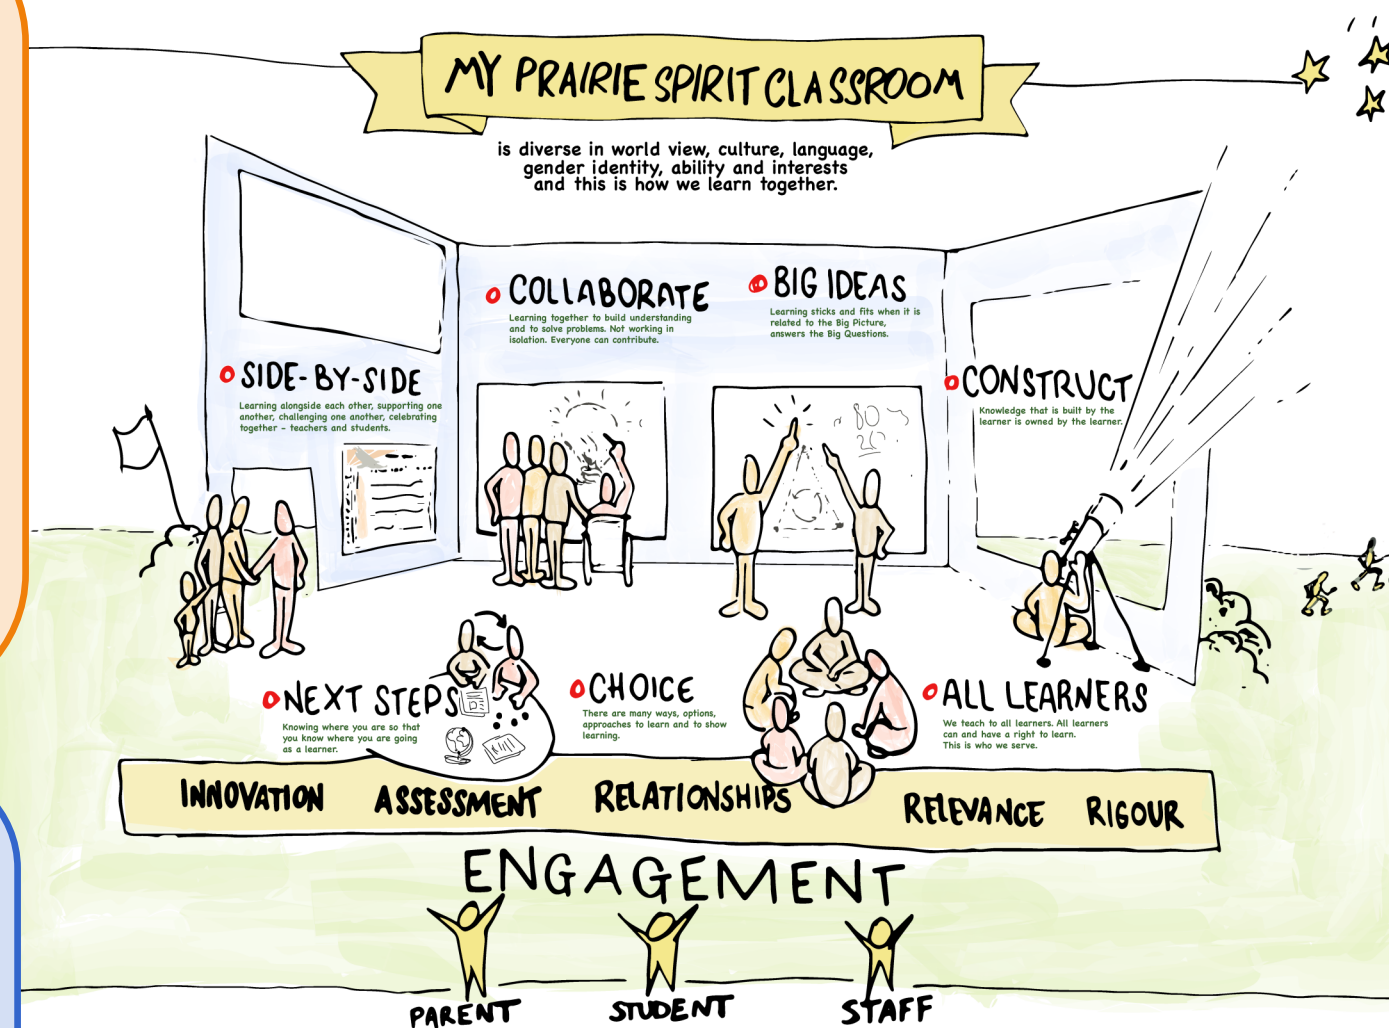 MY PRAIRIE SPIRIT CLASSROOM
is diverse in world view, culture, language,
gender identity, ability and interests
and this is how we learn together.
COLLABORATE
Learning together to build understanding
and to solve problems. Not working in
isolation. Everyone can contribute.
BIG IDEAS
Learning sticks and fits when it is
related to the Big Picture,
answers the Big Questions.
SIDE-BY-SIDE
Learning alongside each other, supporting one
another, challenging one another, celebrating
together - teachers and students.
CONSTRUCT
Knowledge that is built by the
learner is owned by the learner.
80
20
NEXT STEPS
Knowing where you are so that
you know where you are going
as a learner.
CHOICE
There are many ways, options,
approaches to learn and to show
learning.
ALL LEARNERS
We teach to all learners. All learners
can and have a right to learn.
This is who we serve.
INNOVATION ASSESSMENT RELATIONSHIPS RELEVANCE RIGOUR
ENGAGEMENT
PARENT STUDENT STAFF